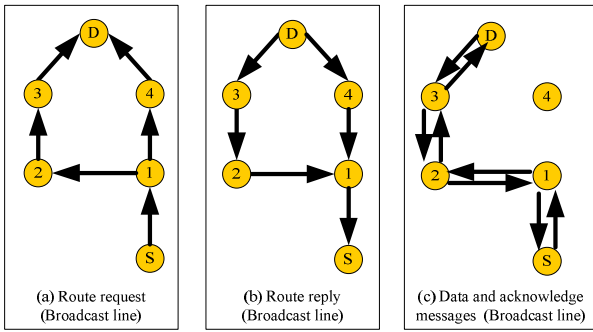 D
3
4
2
1
S
(a) Route request
(Broadcast line)
D
3
4
2
1
S
(b) Route reply
(Broadcast line)
D
3
4
2
1
S
(c) Data and acknowledge
messages (Broadcast line)